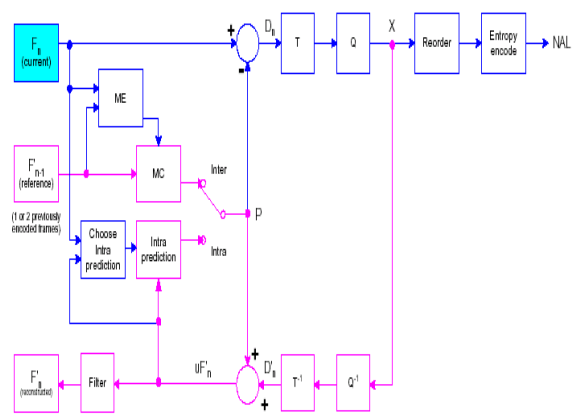 Fn
(current)
+
-
Dn
T
Q
X
Reorder
Entropy
encode
NAL
ME
F'n-1
(reference)
(1 or 2 previously
encoded frames)
MC
Inter
P
Choose
Intra
prediction
Intra
prediction
Intra
F'n
(reconstructed)
Filter
uF'n
+
+
D'n
T-1
Q-1